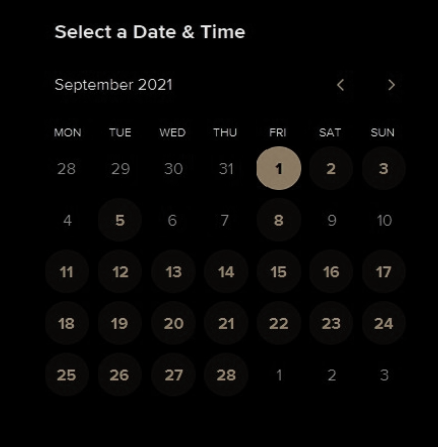 Select a Date & Time
September 2021
MON TUE WED THU FRI SAT SUN
28 29 30 31 1 2 3
4 5 6 7 8 9 10
11 12 13 14 15 16 17
18 19 20 21 22 23 24
25 26 27 28 1 2 3